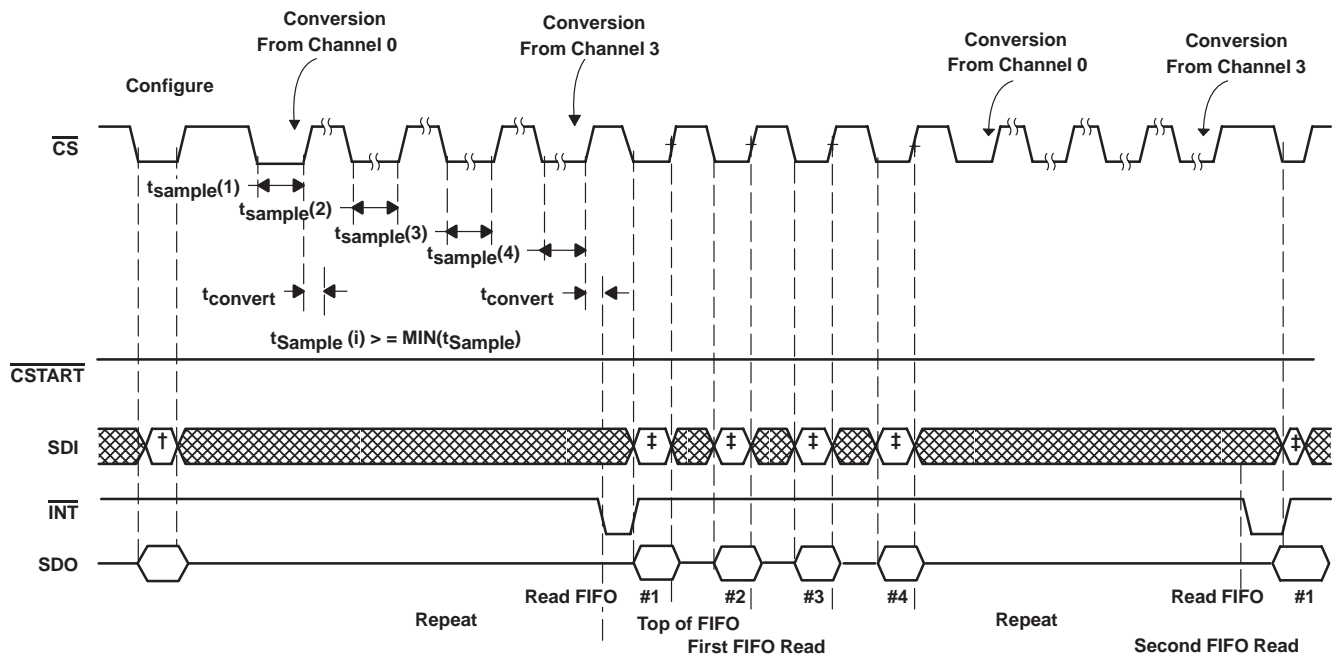 Conversion
From Channel 0
Conversion
From Channel 3
Conversion
From Channel 0
Conversion
From Channel 3
Configure
CS
tsample(1)
tsample(2)
tsample(3)
tsample(4)
tconvert
tconvert
tSample (i) > = MIN(tSample)
CSTART
SDI
†
‡
‡
‡
‡
‡
INT
SDO
Read FIFO
#1
#2
#3
#4
Read FIFO
#1
Repeat
Top of FIFO
Repeat
First FIFO Read
Second FIFO Read